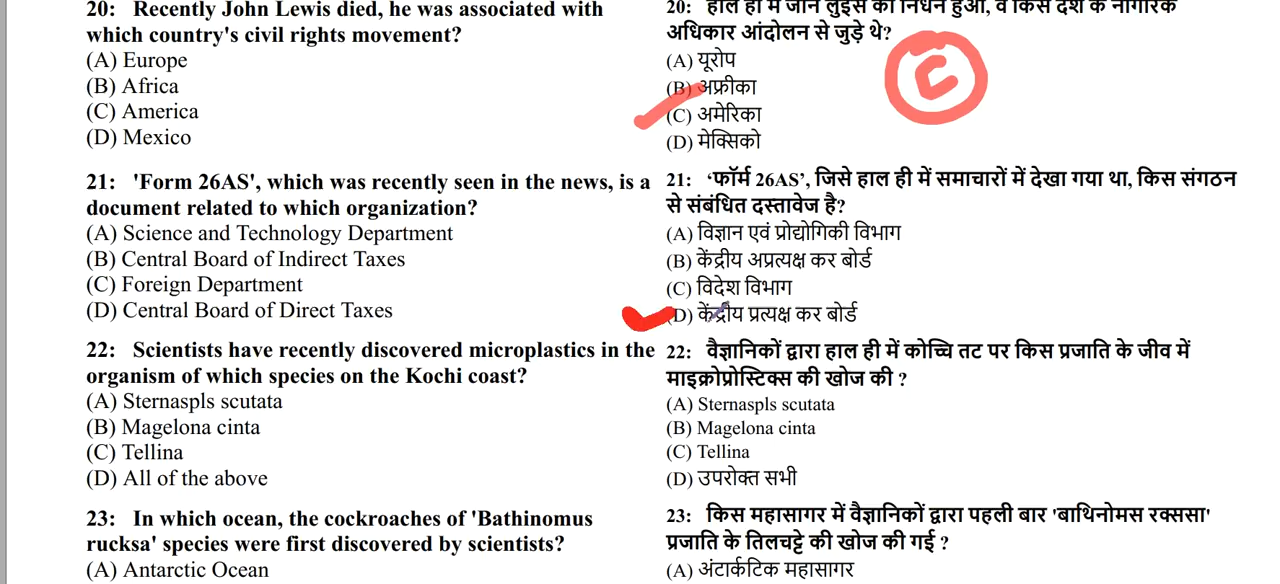 20: Recently John Lewis died, he was associated with
which country's civil rights movement?
(A) Europe
(B) Africa
(C) America
(D) Mexico
21: 'Form 26AS', which was recently seen in the news, is a
document related to which organization?
(A) Science and Technology Department
(B) Central Board of Indirect Taxes
(C) Foreign Department
(D) Central Board of Direct Taxes
22: Scientists have recently discovered microplastics in the
organism of which species on the Kochi coast?
(A) Sternaspls scutata
(B) Magelona cinta
(C) Tellina
(D) All of the above
23: In which ocean, the cockroaches of 'Bathinomus
rucksa' species were first discovered by scientists?
(A) Antarctic Ocean
20: हाल ही में जॉन लुईस का निधन हुआ, वे किस देश के नागरिक
अधिकार आंदोलन से जुड़े थे?
(A) यूरोप
(B) अफ्रीका
(C) अमेरिका
(D) मेक्सिको
C
21: ‘फॉर्म 26AS’, जिसे हाल ही में समाचारों में देखा गया था, किस संगठन
से संबंधित दस्तावेज है?
(A) विज्ञान एवं प्रोद्योगिकी विभाग
(B) केंद्रीय अप्रत्यक्ष कर बोर्ड
(C) विदेश विभाग
(D) केंद्रीय प्रत्यक्ष कर बोर्ड
22: वैज्ञानिकों द्वारा हाल ही में कोच्चि तट पर किस प्रजाति के जीव में
माइक्रोप्रोस्टिक्स की खोज की ?
(A) Sternaspls scutata
(B) Magelona cinta
(C) Tellina
(D) उपरोक्त सभी
23: किस महासागर में वैज्ञानिकों द्वारा पहली बार 'बाथिनोमस रक्ससा'
प्रजाति के तिलचट्टे की खोज की गई ?
(A) अंटार्कटिक महासागर